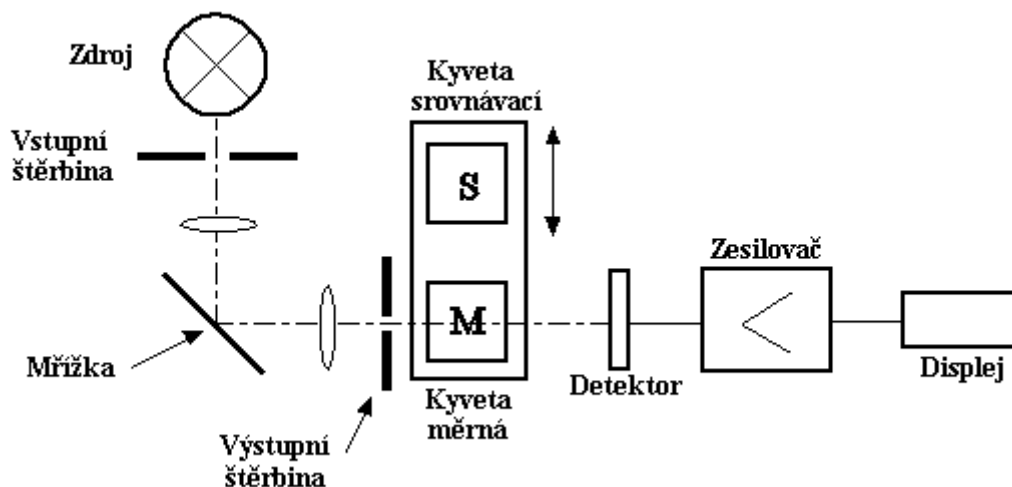 Zdroj
Vstupní
štěrbina
Kyveta
srovnávací
S
Zesilovač
M
Mřížka
Detektor
Displej
Kyveta
měrná
Výstupní
štěrbina